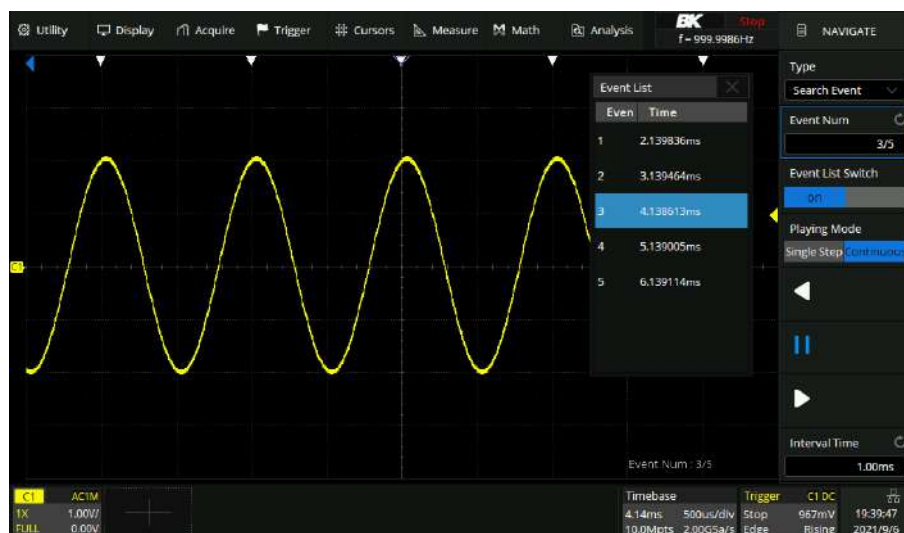 Utility Display Acquire Trigger Cursors Measure Math Analysis
BK Stop
f = 999.9986Hz
NAVIGATE
Type
Search Event
Event Num
3/5
Event List Switch
on
Playing Mode
Single Step Continuous
Interval Time
1.00ms
Event List
Even Time
1 2.139836ms
2 3.139464ms
3 4.138613ms
4 5.139005ms
5 6.139114ms
C1
Event Num : 3/5
C1 AC1M
1X 1.00V/
FULL 0.00V
Timebase
4.14ms 500us/div
10.0Mpts 2.00GSa/s
Trigger C1 DC
Stop 967mV
Edge Rising
19:39:47
2021/9/6